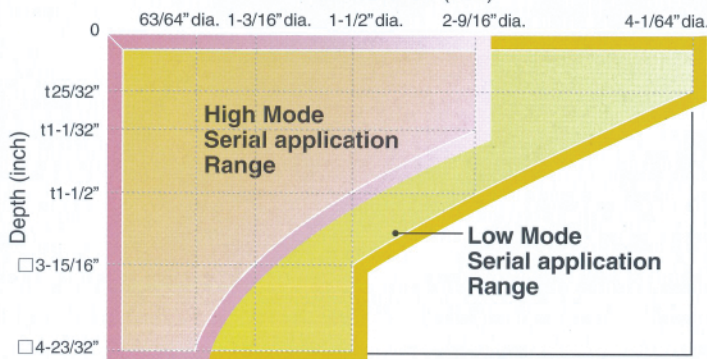 63/64” dia. 1-3/16” dia. 1-1/2” dia. 2-9/16” dia. 4-1/64” dia.
0
t25/32”
High Mode
Serial application
Range
t1-1/32”
t1-1/2”
Depth (inch)
Low Mode
Serial application
Range
□3-15/16”
□4-23/32”